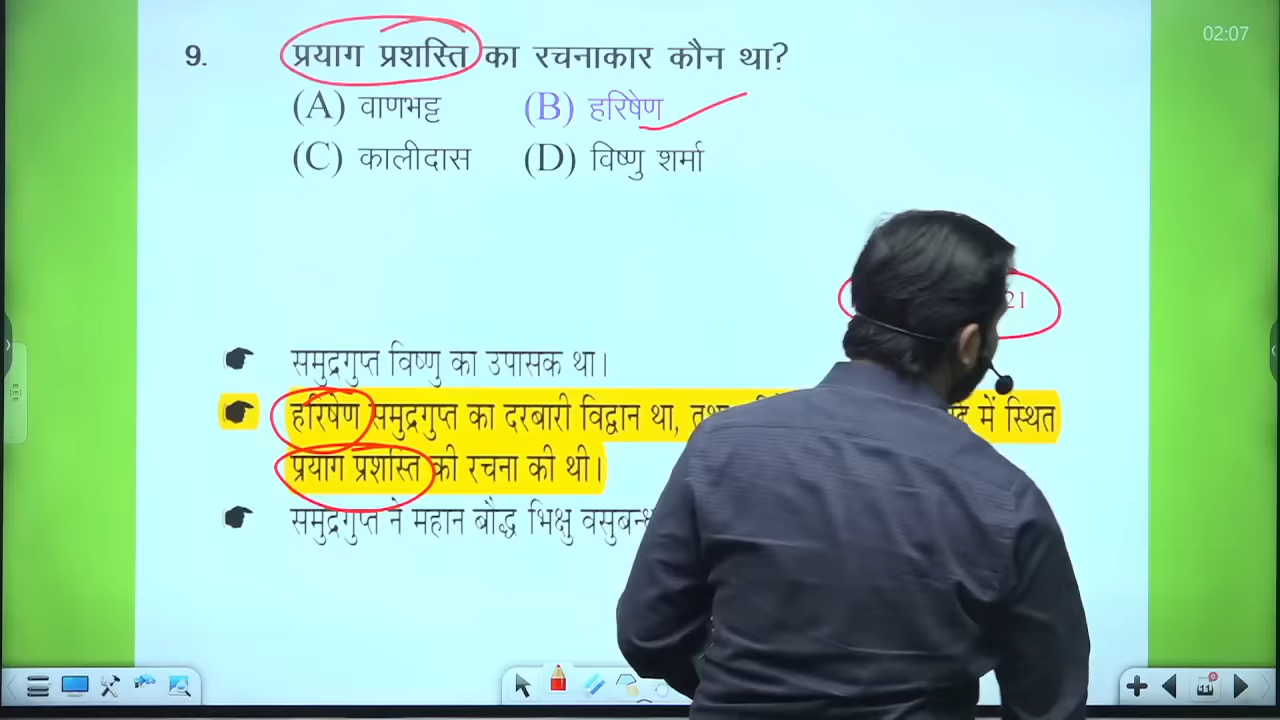 02:07
9. प्रयाग प्रशस्ति का रचनाकार कौन था?
(A) वाणभट्ट (B) हरिषेण
(C) कालीदास (D) विष्णु शर्मा
21
समुद्रगुप्त विष्णु का उपासक था।
हरिषेण समुद्रगुप्त का दरबारी विद्वान था, में स्थित
प्रयाग प्रशस्ति की रचना की थी।
समुद्रगुप्त ने महान बौद्ध भिक्षु